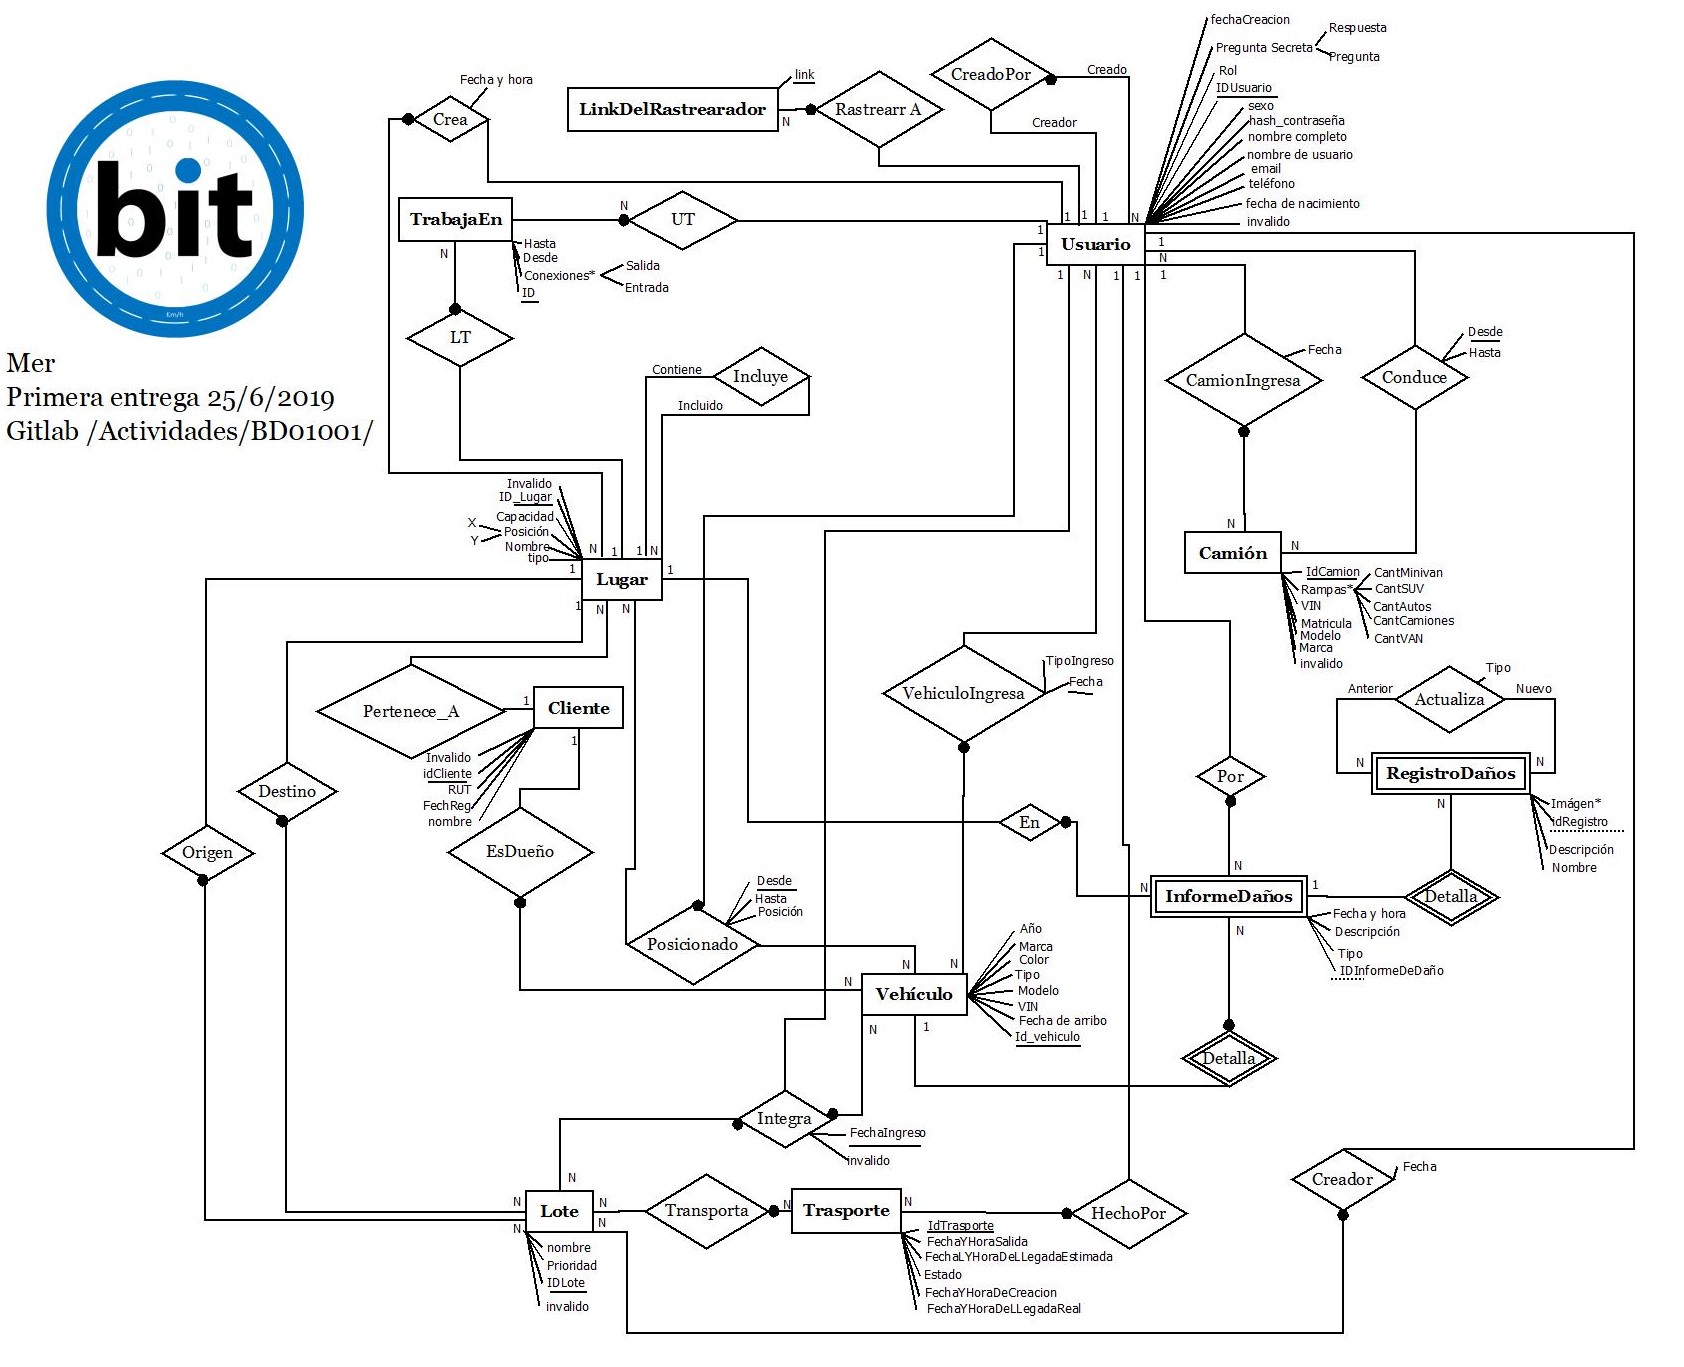 bit
Km/h
Mer
Primera entrega 25/6/2019
Gitlab /Actividades/BD01001/
Fecha y hora
Crea
LinkDelRastrearador
link
N
Rastrearr A
CreadoPor
Creado
Creador
fechaCreacion
Pregunta Secreta
Respuesta
Pregunta
Rol
IDUsuario
sexo
hash_contraseña
nombre completo
nombre de usuario
email
teléfono
fecha de nacimiento
invalido
TrabajaEn
N
UT
N
Hasta
Desde
Conexiones*
Salida
Entrada
ID
LT
1
1
1
N
1
1
Usuario
1
N
1
N
1
1
1
Contiene
Incluye
Incluido
CamionIngresa
Fecha
Conduce
Desde
Hasta
Invalido
ID_Lugar
Capacidad
X
Posición
Y
Nombre
tipo
N
1
1
N
1
Lugar
1
1
N
N
N
Camión
N
IdCamion
Rampas*
CantMinivan
CantSUV
CantAutos
CantCamiones
CantVAN
VIN
Matricula
Modelo
Marca
invalido
Pertenece_A
1
Cliente
1
Invalido
idCliente
RUT
FechReg
nombre
VehiculoIngresa
TipoIngreso
Fecha
Tipo
Anterior
Actualiza
Nuevo
N
RegistroDaños
N
N
Imágen*
idRegistro
Descripción
Nombre
Destino
Origen
EsDueño
Por
En
N
N
InformeDaños
1
Detalla
N
Fecha y hora
Descripción
Tipo
IDInformeDeDaño
Posicionado
Desde
Hasta
Posición
N
N
N
Vehículo
N
1
Año
Marca
Color
Tipo
Modelo
VIN
Fecha de arribo
Id_vehiculo
Detalla
Integra
FechaIngreso
invalido
N
N
N
Lote
N
N
nombre
Prioridad
IDLote
invalido
Transporta
N
Trasporte
N
IdTrasporte
FechaYHoraSalida
FechaLYHoraDeLLegadaEstimada
Estado
FechaYHoraDeCreacion
FechaYHoraDeLLegadaReal
HechoPor
Creador
Fecha